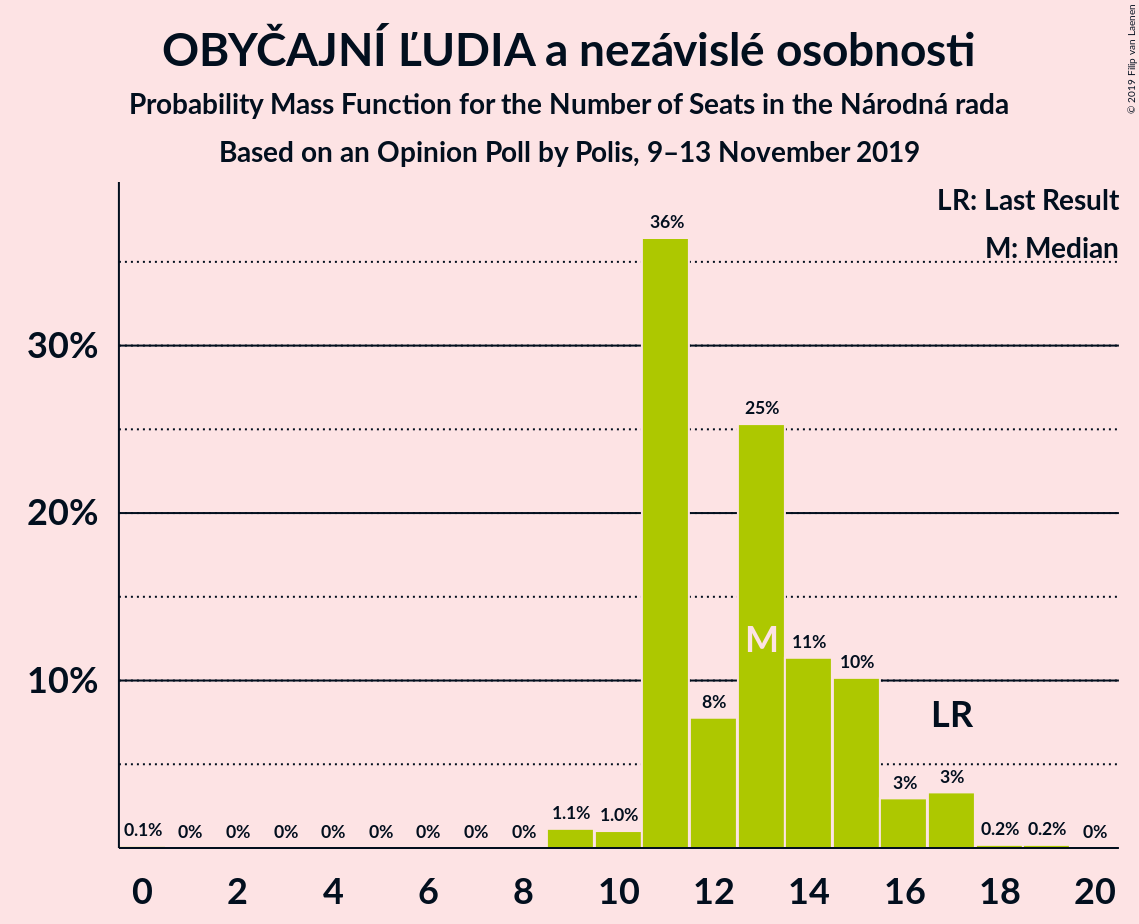 OBYČAJNÍ ĽUDIA a nezávislé osobnosti
Probability Mass Function for the Number of Seats in the Národná rada
Based on an Opinion Poll by Polis, 9–13 November 2019
© 2019 Filip van Laenen
LR: Last Result
M: Median
30%
20%
10%
0.1% 0% 0% 0% 0% 0% 0% 0% 0% 1.1% 1.0% 36% 8% 25% 11% 10% 3% 3% 0.2% 0.2% 0%
M
LR
0 2 4 6 8 10 12 14 16 18 20